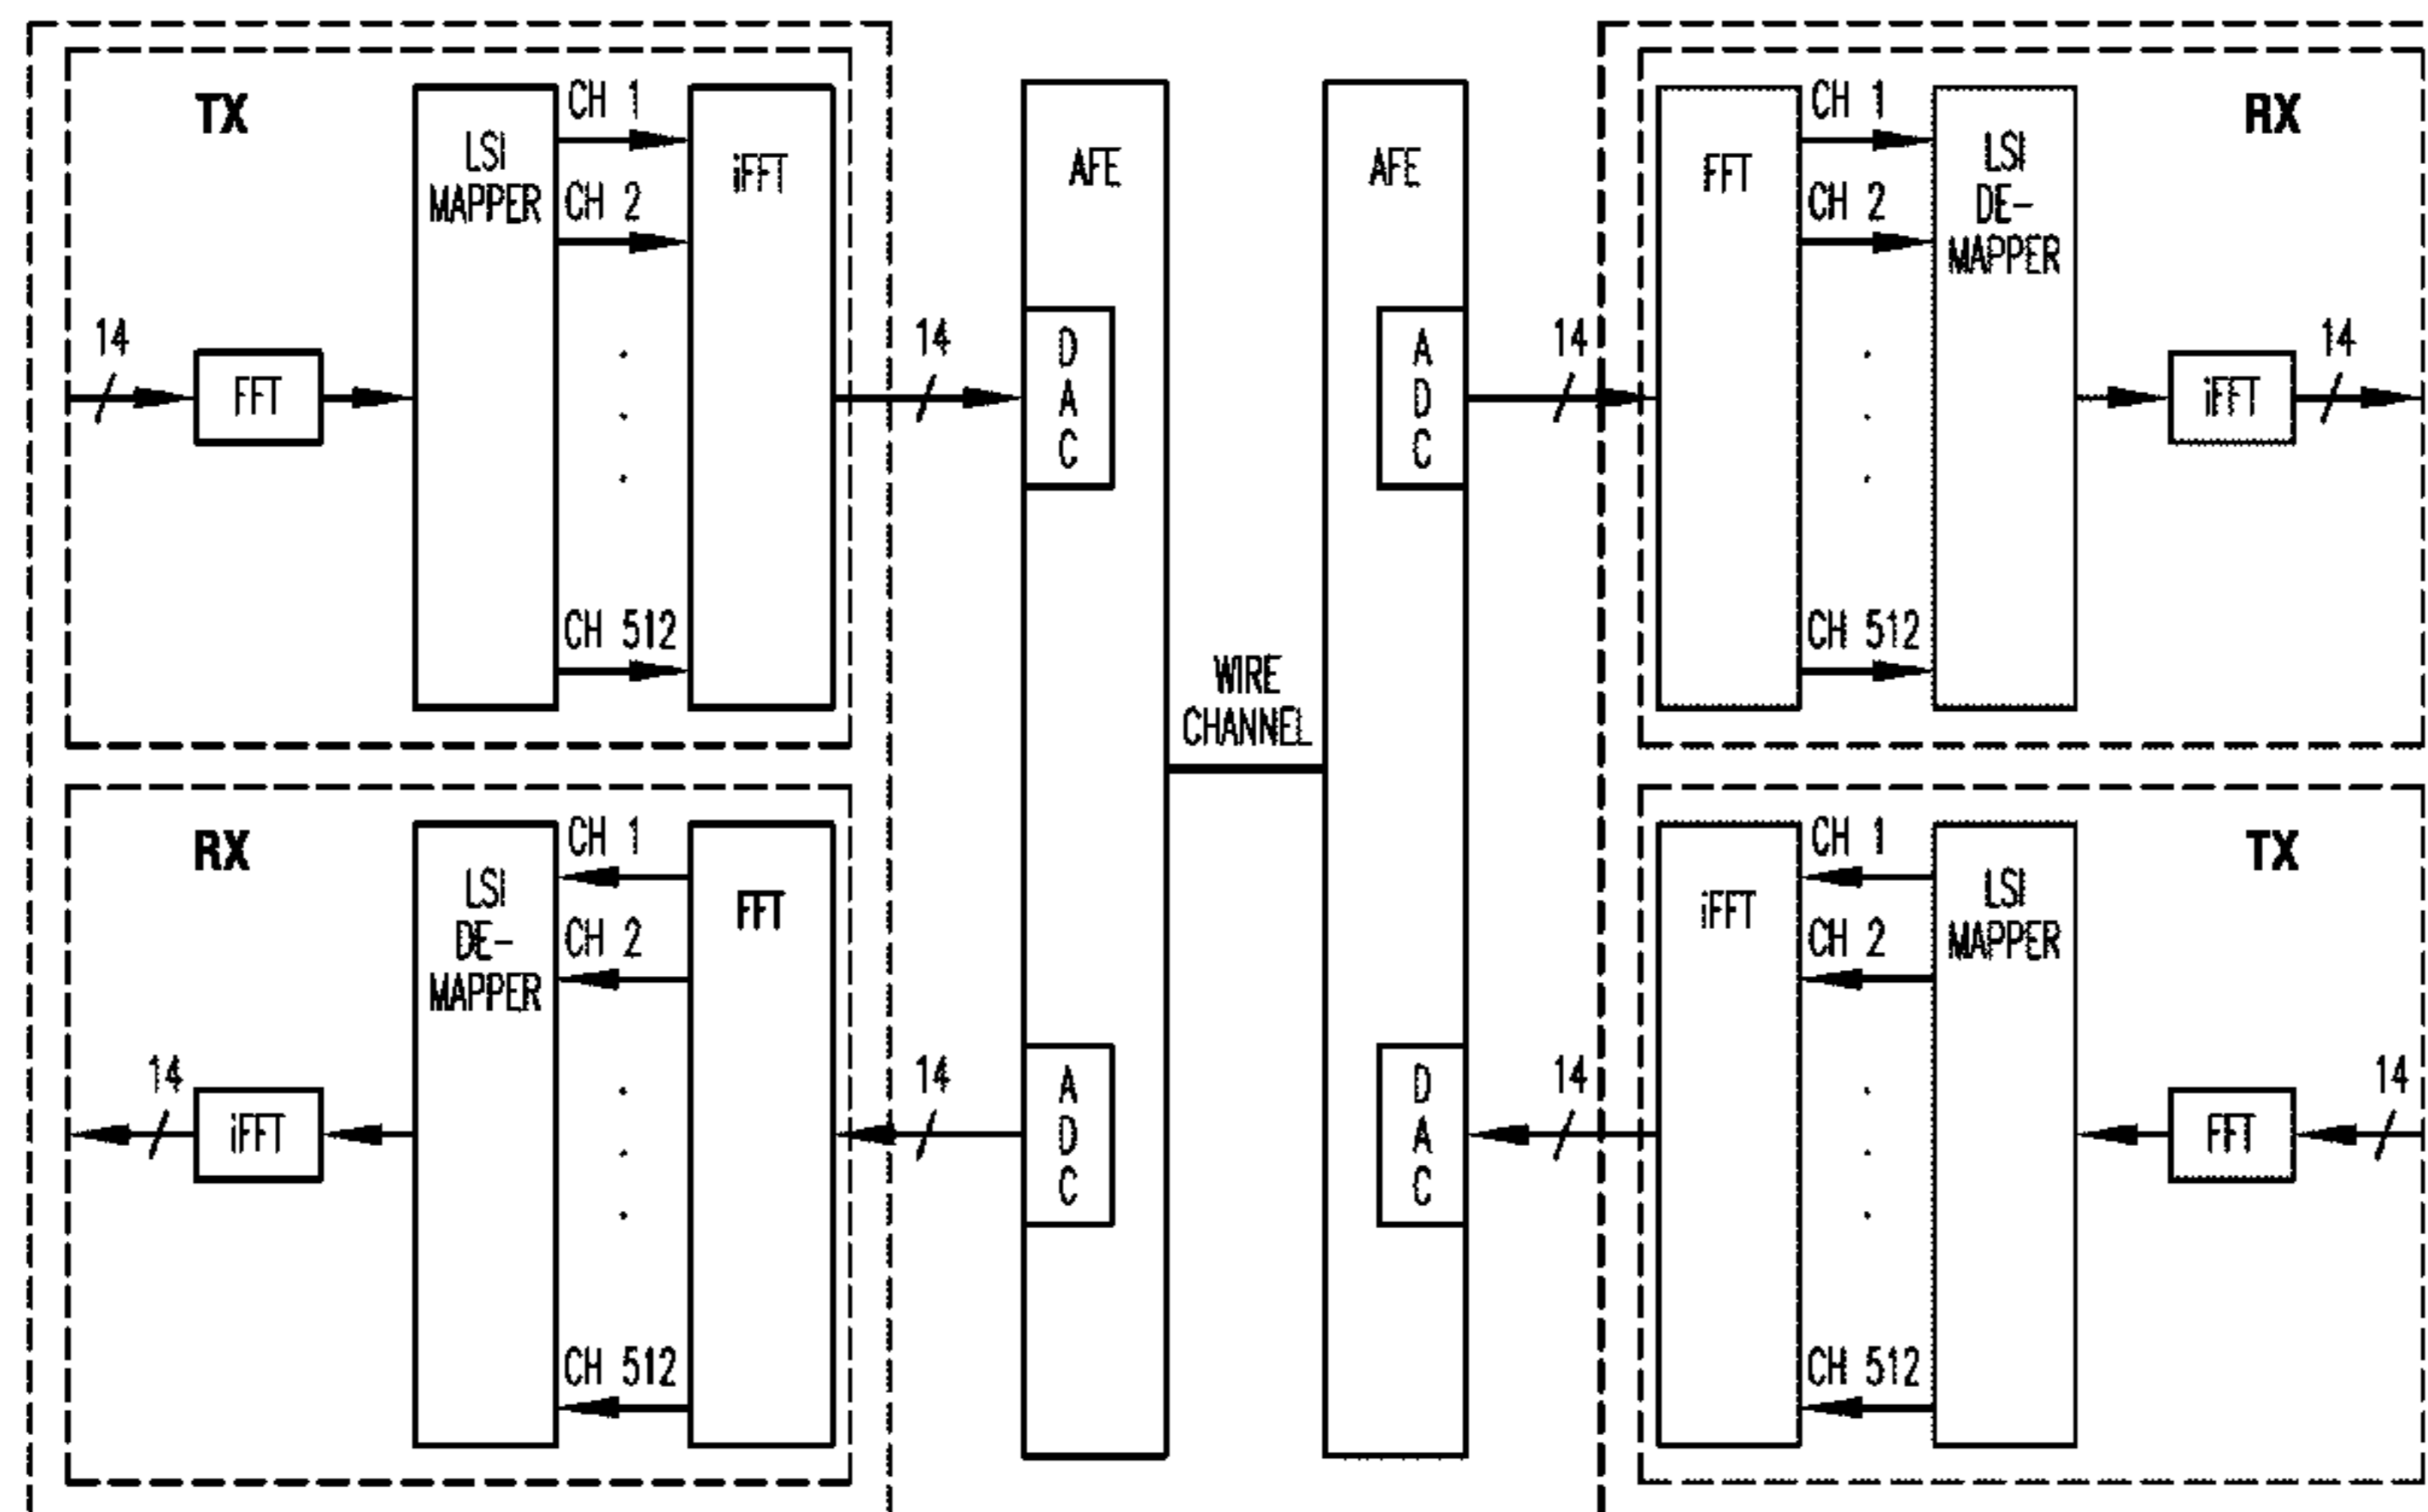 TX
LSI
MAPPER
CH 1
CH 2
CH 512
iFFT
14
FFT
14
AFE
D
A
C
AFE
A
D
C
14
FFT
CH 1
CH 2
CH 512
LSI
DE-
MAPPER
RX
iFFT
14
WIRE
CHANNEL
RX
LSI
DE-
MAPPER
CH 1
CH 2
CH 512
FFT
14
iFFT
14
A
D
C
D
A
C
14
iFFT
CH 1
CH 2
CH 512
LSI
MAPPER
TX
FFT
14